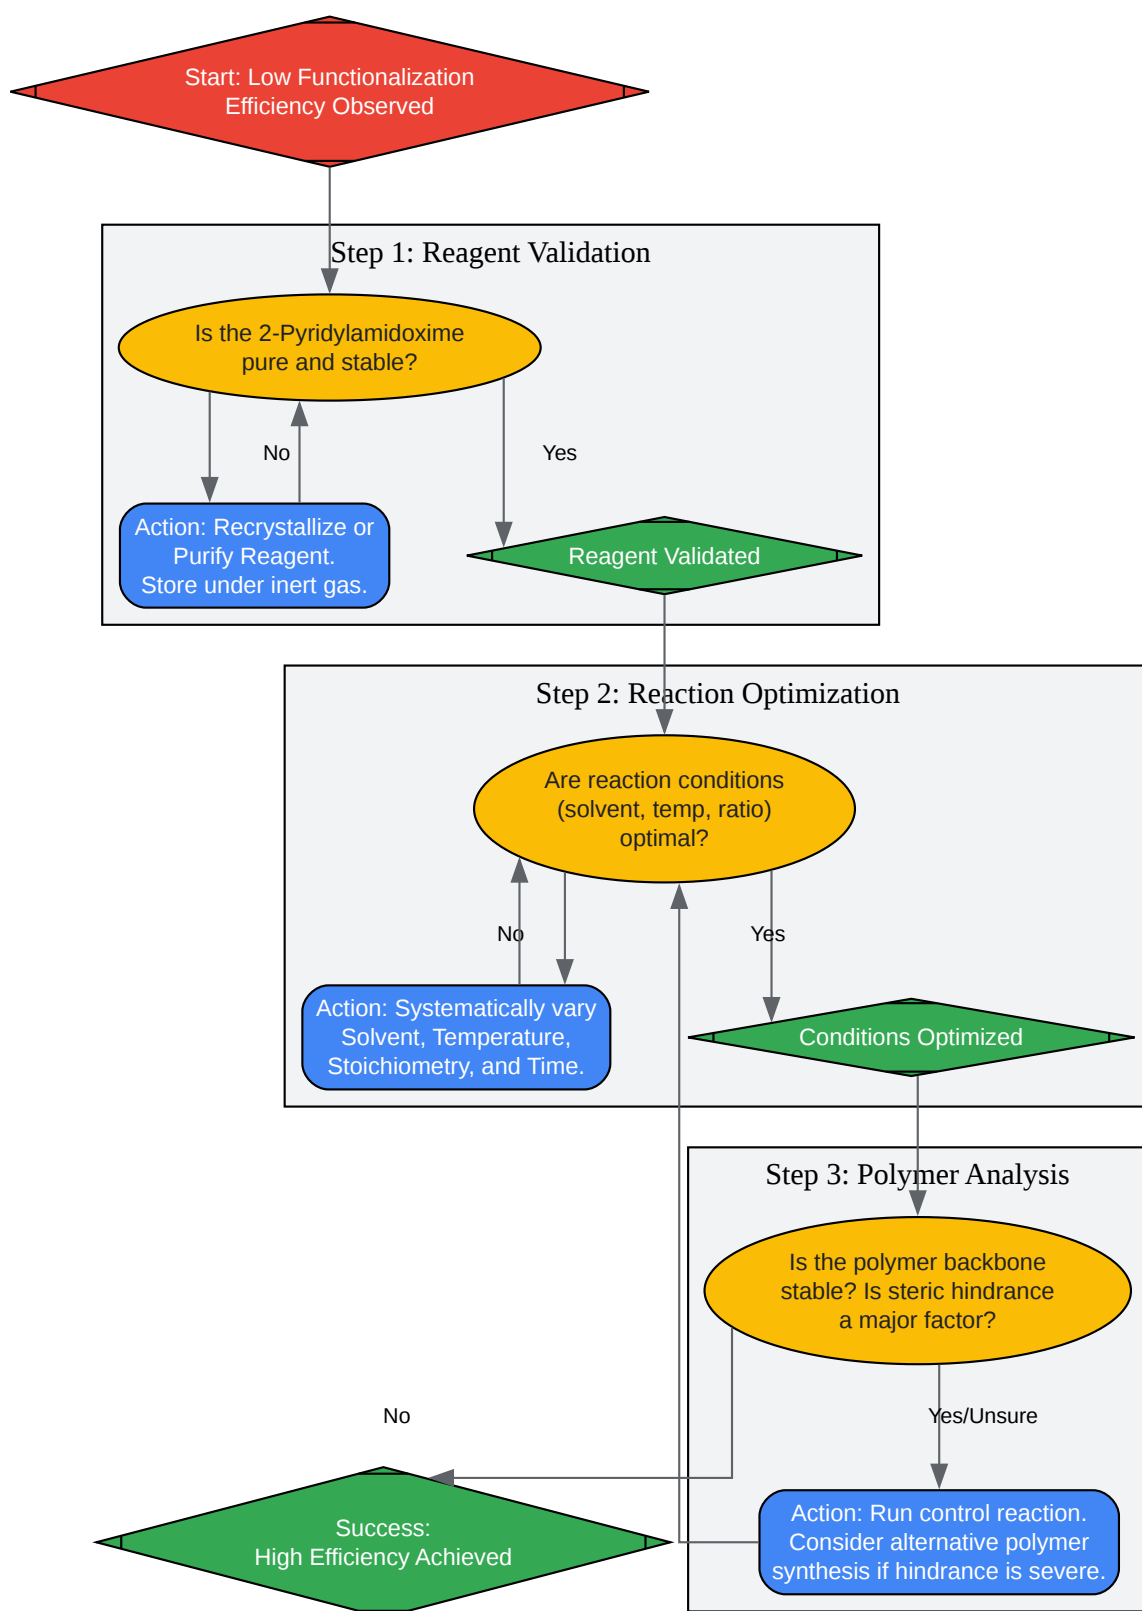 Start: Low Functionalization
Efficiency Observed
Step 1: Reagent Validation
Is the 2-Pyridylamidoxime
pure and stable?
No
Yes
Action: Recrystallize or
Purify Reagent.
Store under inert gas.
Reagent Validated
Step 2: Reaction Optimization
Are reaction conditions
(solvent, temp, ratio)
optimal?
No
Yes
Action: Systematically vary
Solvent, Temperature,
Stoichiometry, and Time.
Conditions Optimized
Step 3: Polymer Analysis
Is the polymer backbone
stable? Is steric hindrance
a major factor?
No
Yes/Unsure
Success:
High Efficiency Achieved
Action: Run control reaction.
Consider alternative polymer
synthesis if hindrance is severe.